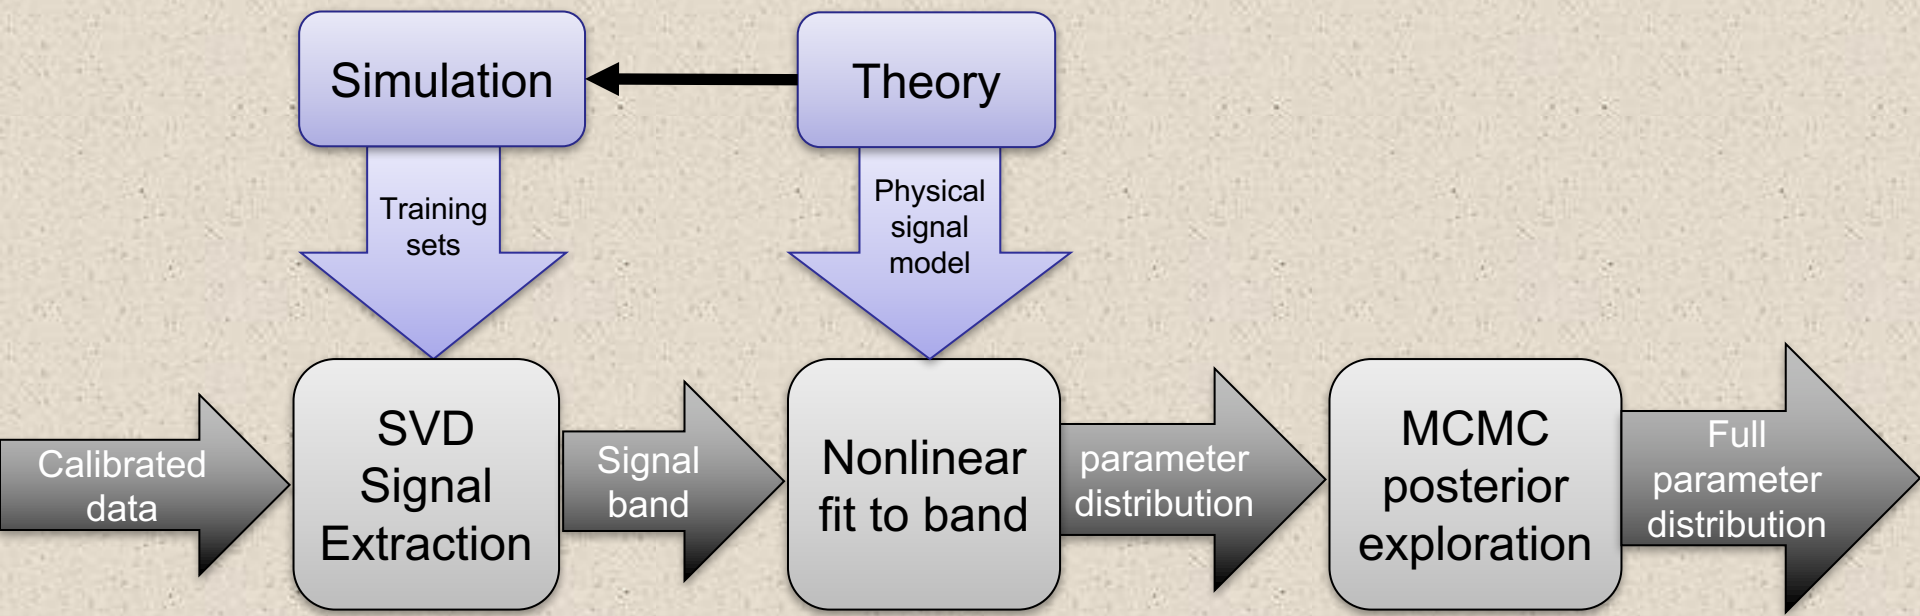 Simulation
Theory
Training
sets
Physical
signal
model
Calibrated
data
SVD
Signal
Extraction
Signal
band
Nonlinear
fit to band
parameter
distribution
MCMC
posterior
exploration
Full
parameter
distribution